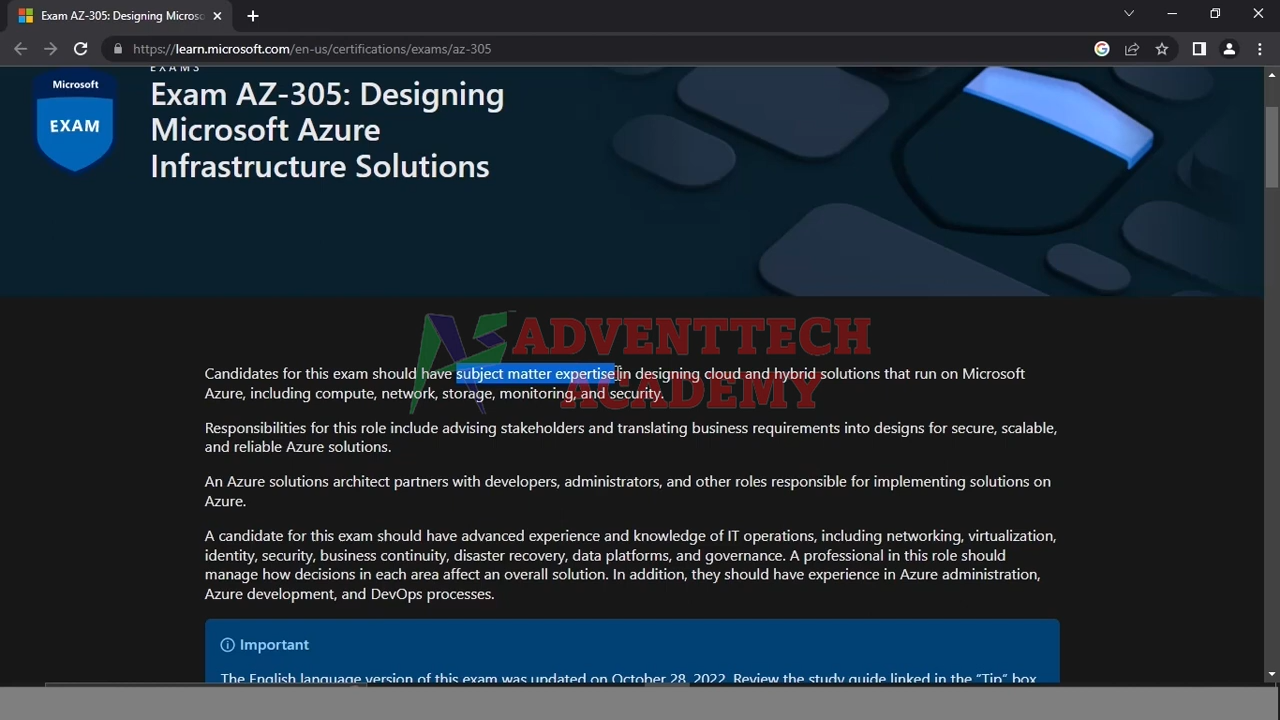 Exam AZ-305: Designing Microso
https://learn.microsoft.com/en-us/certifications/exams/az-305
EXAMS
Microsoft
EXAM
Exam AZ-305: Designing
Microsoft Azure
Infrastructure Solutions
ADVENTTECH
ACADEMY
Candidates for this exam should have subject matter expertise in designing cloud and hybrid solutions that run on Microsoft
Azure, including compute, network, storage, monitoring, and security.
Responsibilities for this role include advising stakeholders and translating business requirements into designs for secure, scalable,
and reliable Azure solutions.
An Azure solutions architect partners with developers, administrators, and other roles responsible for implementing solutions on
Azure.
A candidate for this exam should have advanced experience and knowledge of IT operations, including networking, virtualization,
identity, security, business continuity, disaster recovery, data platforms, and governance. A professional in this role should
manage how decisions in each area affect an overall solution. In addition, they should have experience in Azure administration,
Azure development, and DevOps processes.
Important
The English language version of this exam was updated on October 28, 2022. Review the study guide linked in the “Tip” box